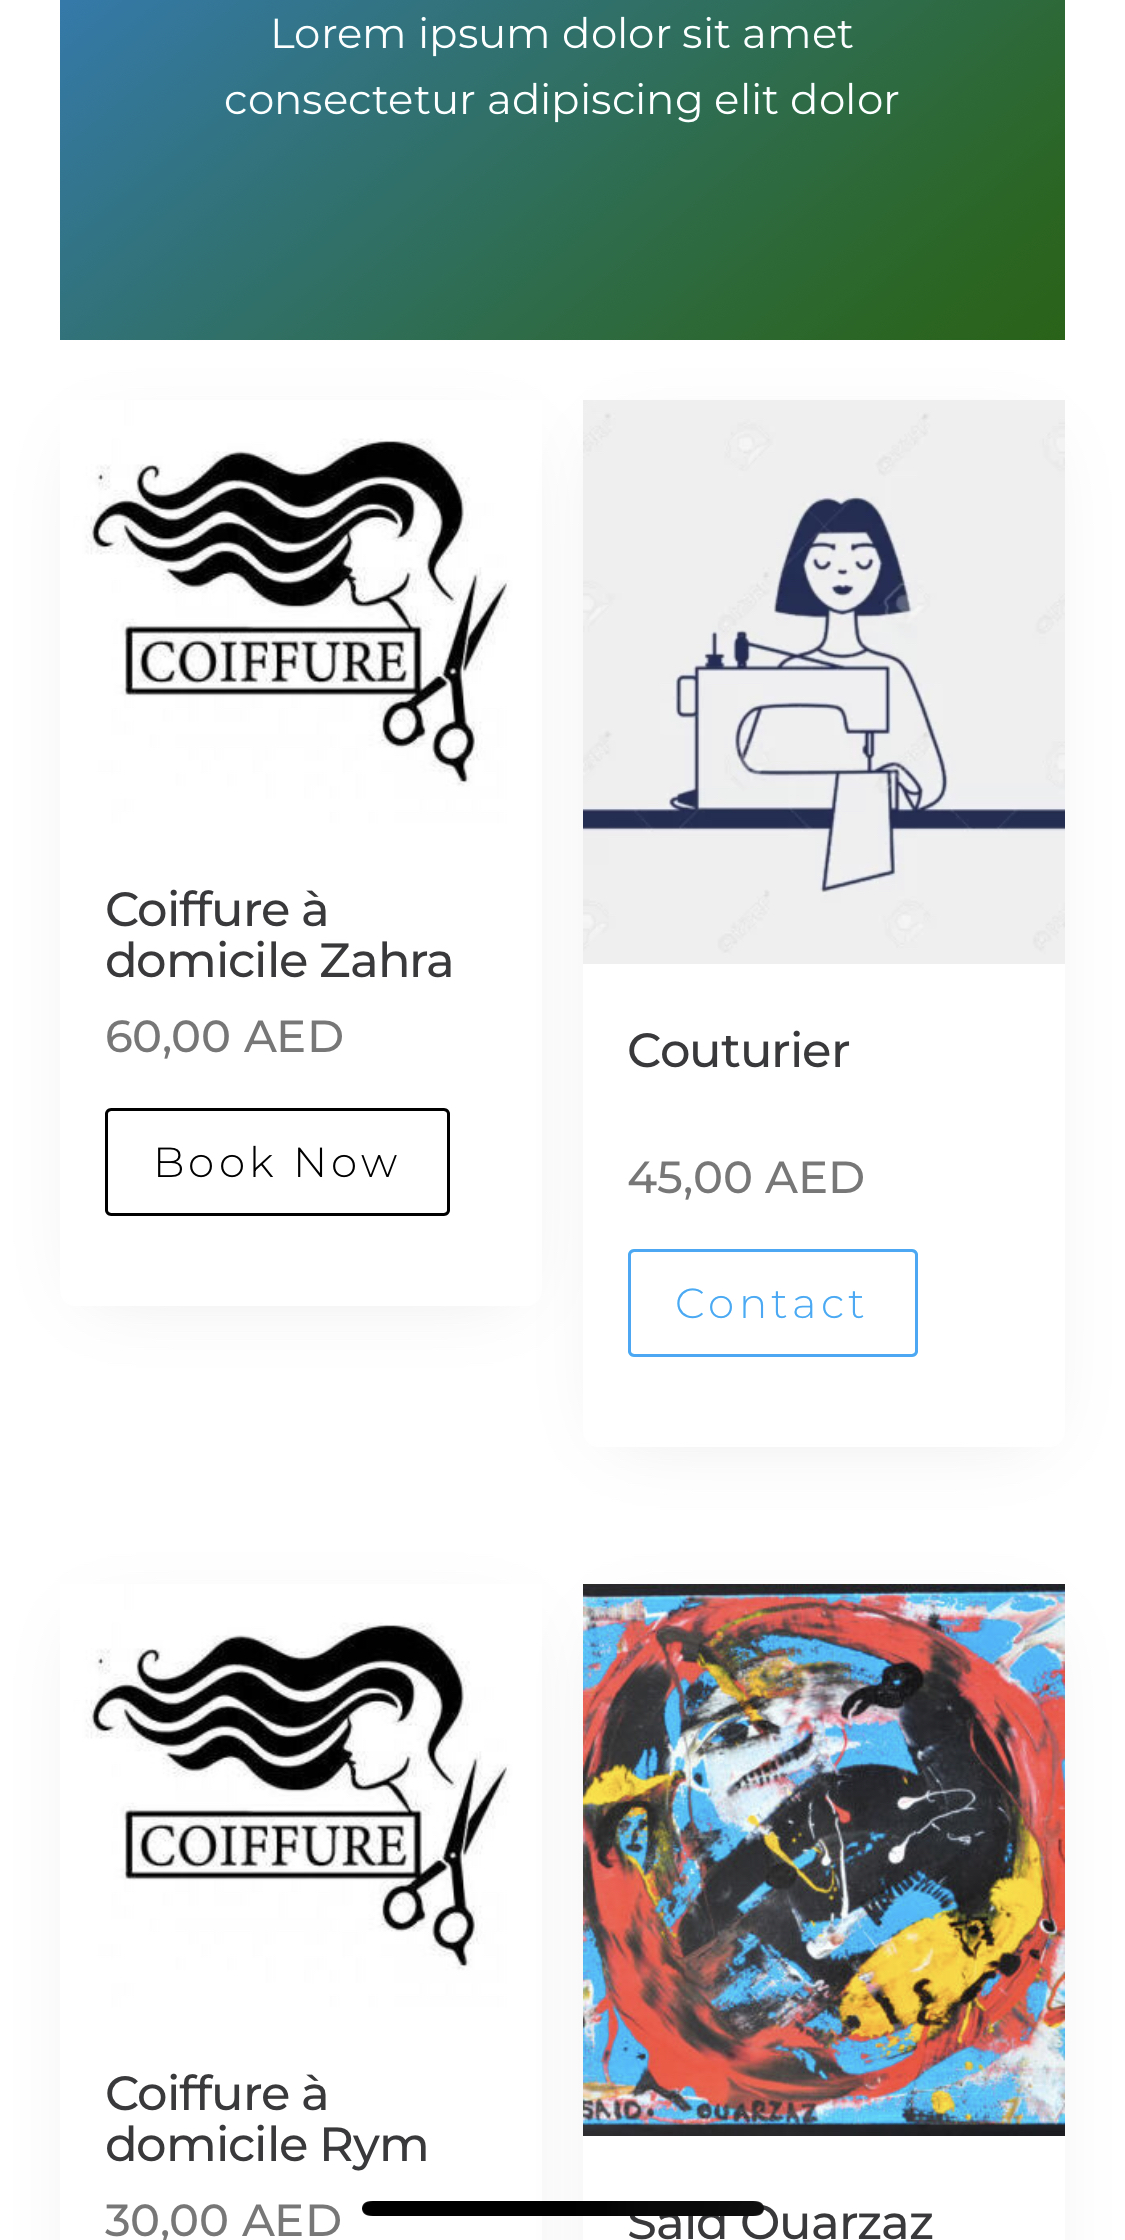 Lorem ipsum dolor sit amet
consectetur adipiscing elit dolor
COIFFURE
Coiffure à
domicile Zahra
60,00 AED
Book Now
Couturier
45,00 AED
Contact
COIFFURE
Coiffure à
domicile Rym
30,00 AED
SAID. OUARZAZ
Said Ouarzaz